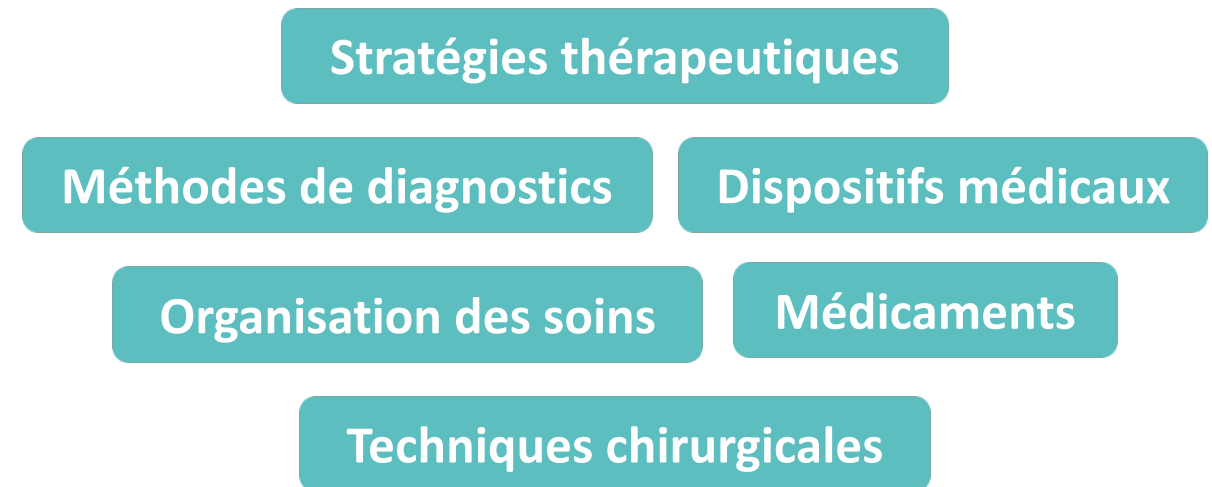 Stratégies thérapeutiques
Méthodes de diagnostics
Dispositifs médicaux
Organisation des soins
Médicaments
Techniques chirurgicales